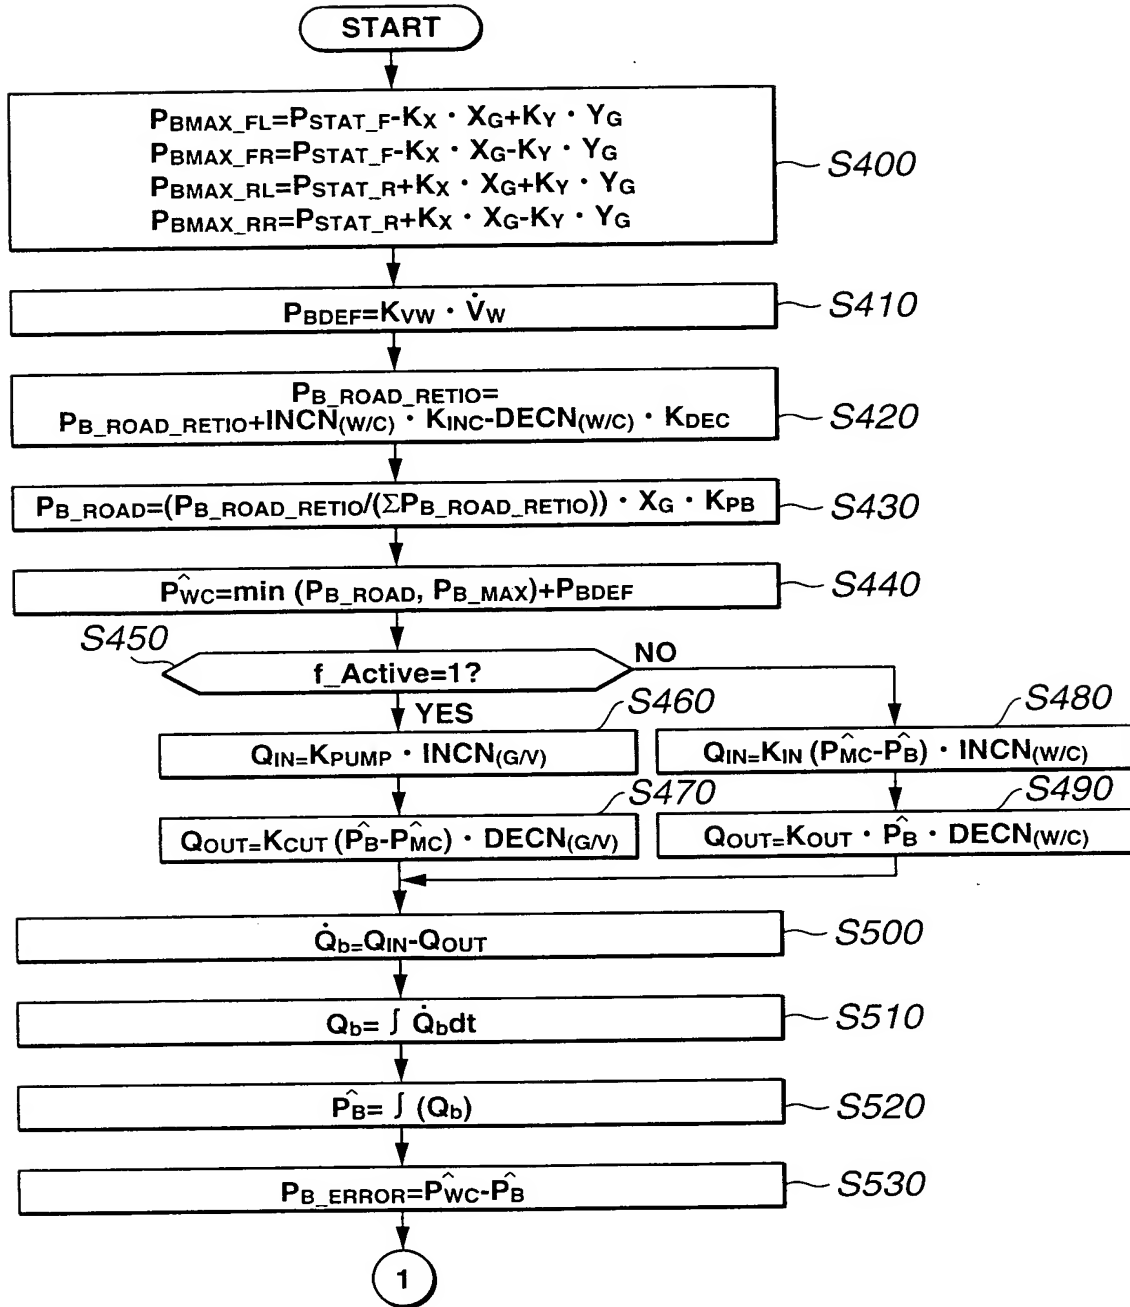 START
PBMAX_FL=PSTAT_F-KX · XG+KY · YG
PBMAX_FR=PSTAT_F-KX · XG-KY · YG
PBMAX_RL=PSTAT_R+KX · XG+KY · YG
PBMAX_RR=PSTAT_R+KX · XG-KY · YG
S400
PBDEF=KVW · V̇W
S410
PB_ROAD_RETIO=
PB_ROAD_RETIO+INCN(W/C) · KINC-DECN(W/C) · KDEC
S420
PB_ROAD=(PB_ROAD_RETIO/(ΣPB_ROAD_RETIO)) · XG · KPB
S430
P̂WC=min (PB_ROAD, PB_MAX)+PBDEF
S440
S450
f_Active=1?
NO
YES
S460
QIN=KPUMP · INCN(G/V)
S480
QIN=KIN (P̂MC-P̂B) · INCN(W/C)
S470
QOUT=KCUT (P̂B-P̂MC) · DECN(G/V)
S490
QOUT=KOUT · P̂B · DECN(W/C)
Q̇b=QIN-QOUT
S500
Qb= ∫ Q̇bdt
S510
P̂B= ∫ (Qb)
S520
PB_ERROR=P̂WC-P̂B
S530
1